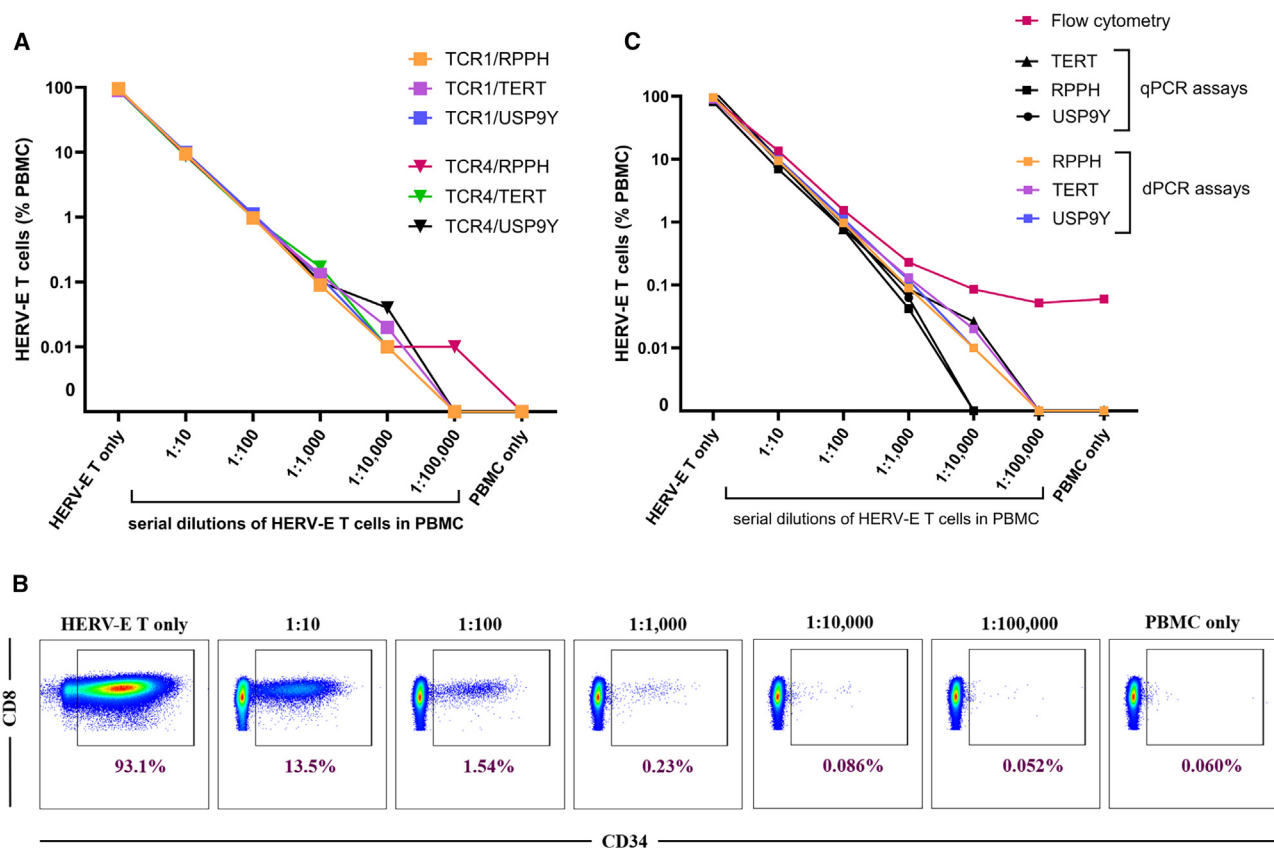 A
TCR1/RPPH
TCR1/TERT
TCR1/USP9Y
TCR4/RPPH
TCR4/TERT
TCR4/USP9Y
HERV-E T cells (% PBMC)
100
10
1
0.1
0.01
0
HERV-E T only
1:10
1:100
1:1,000
1:10,000
1:100,000
PBMC only
serial dilutions of HERV-E T cells in PBMC
C
Flow cytometry
TERT
RPPH
USP9Y
qPCR assays
RPPH
TERT
USP9Y
dPCR assays
HERV-E T cells (% PBMC)
100
10
1
0.1
0.01
0
HERV-E T only
1:10
1:100
1:1,000
1:10,000
1:100,000
PBMC only
serial dilutions of HERV-E T cells in PBMC
B
HERV-E T only
1:10
1:100
1:1,000
1:10,000
1:100,000
PBMC only
CD8
93.1%
13.5%
1.54%
0.23%
0.086%
0.052%
0.060%
CD34